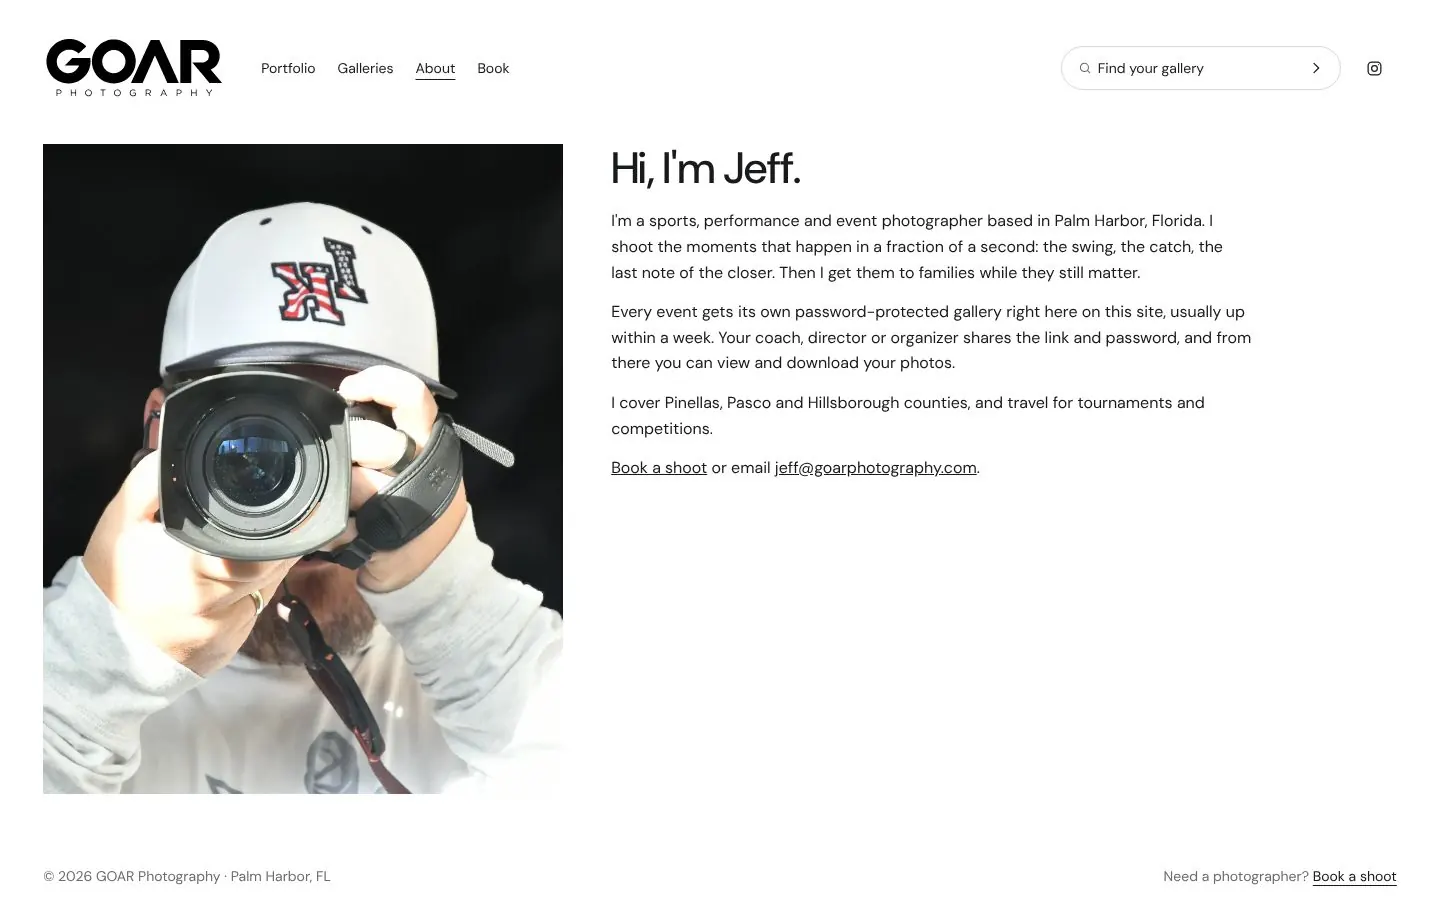 GOAR
PHOTOGRAPHY
Portfolio
Galleries
About
Book
Find your gallery
Hi, I'm Jeff.
I'm a sports, performance and event photographer based in Palm Harbor, Florida. I
shoot the moments that happen in a fraction of a second: the swing, the catch, the
last note of the closer. Then I get them to families while they still matter.
Every event gets its own password-protected gallery right here on this site, usually up
within a week. Your coach, director or organizer shares the link and password, and from
there you can view and download your photos.
I cover Pinellas, Pasco and Hillsborough counties, and travel for tournaments and
competitions.
Book a shoot or email jeff@goarphotography.com.
© 2026 GOAR Photography · Palm Harbor, FL
Need a photographer? Book a shoot